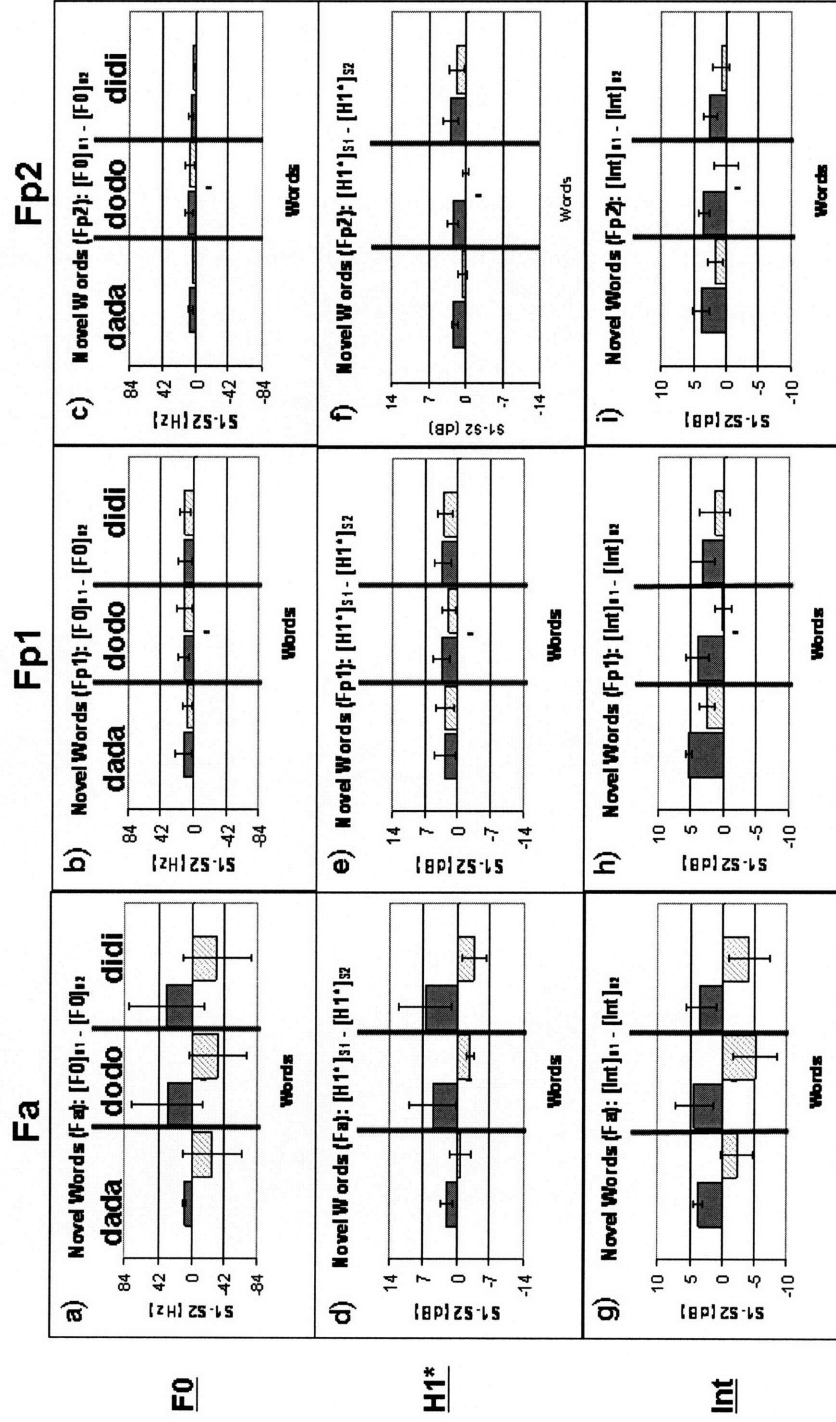 Fa
Fp1
Fp2
F0
H1*
Int
a)
Novel Words (Fa): [F0]S1 - [F0]S2
dada
dodo
didi
S1-S2 [Hz]
84
42
0
-42
-84
Words
b)
Novel Words (Fp1): [F0]S1 - [F0]S2
dada
dodo
didi
S1-S2 [Hz]
84
42
0
-42
-84
Words
c)
Novel Words (Fp2): [F0]S1 - [F0]S2
dada
dodo
didi
S1-S2 [Hz]
84
42
0
-42
-84
Words
d)
Novel Words (Fa): [H1*]S1 - [H1*]S2
S1-S2 [dB]
14
7
0
-7
-14
Words
e)
Novel Words (Fp1): [H1*]S1 - [H1*]S2
S1-S2 [dB]
14
7
0
-7
-14
Words
f)
Novel Words (Fp2): [H1*]S1 - [H1*]S2
S1-S2 (dB)
14
7
0
-7
-14
Words
g)
Novel Words (Fa): [Int]S1 - [Int]S2
S1-S2 [dB]
10
5
0
-5
-10
Words
h)
Novel Words (Fp1): [Int]S1 - [Int]S2
S1-S2 [dB]
10
5
0
-5
-10
Words
i)
Novel Words (Fp2): [Int]S1 - [Int]S2
S1-S2 [dB]
10
5
0
-5
-10
Words